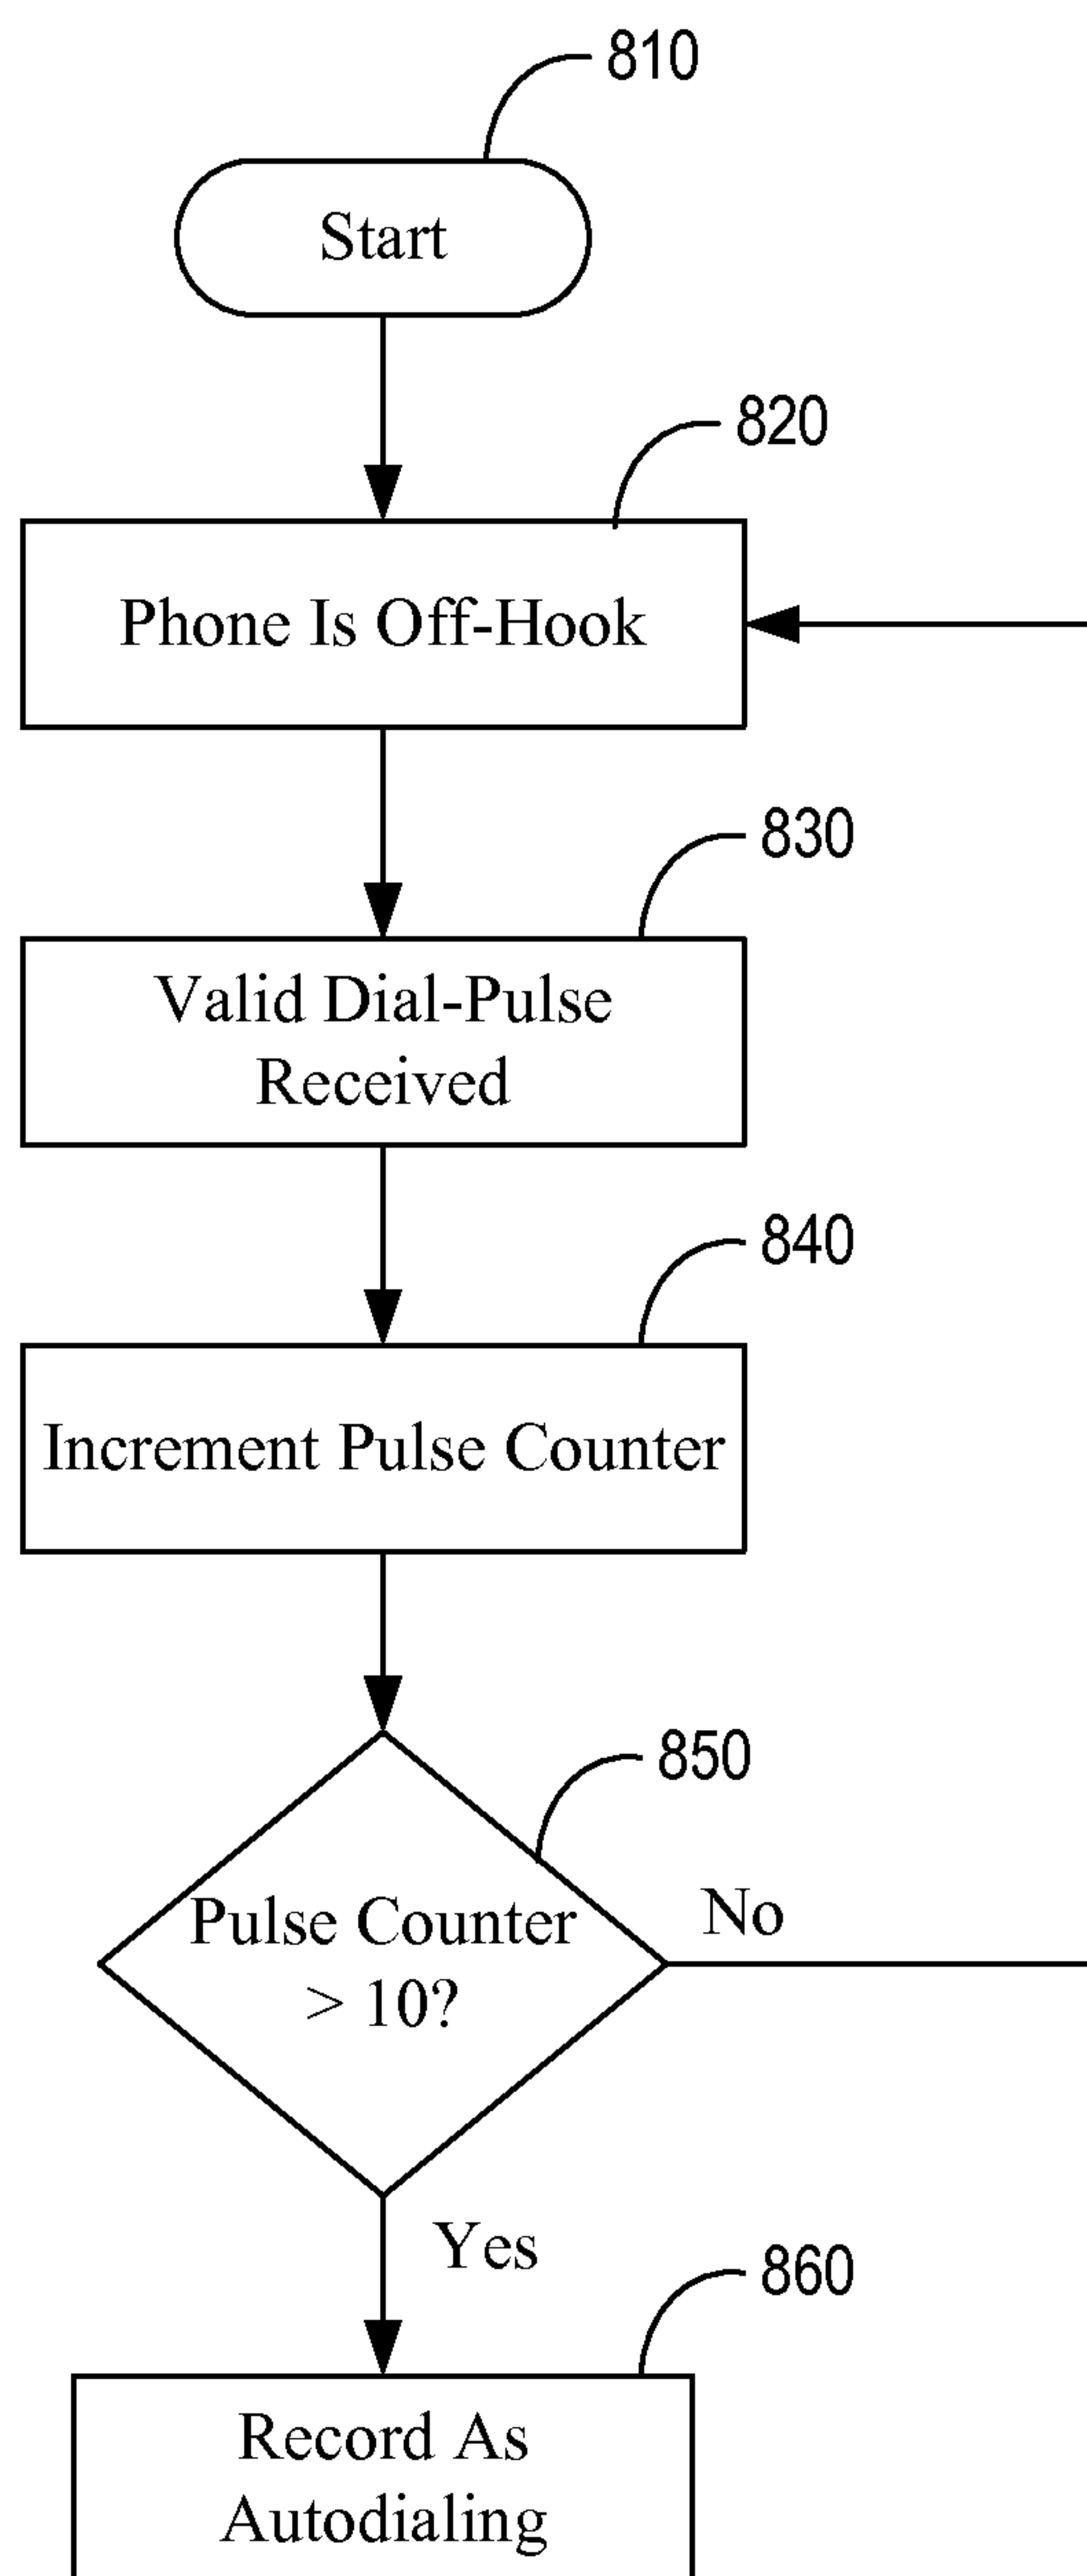 810
Start
820
Phone Is Off-Hook
830
Valid Dial-Pulse
Received
840
Increment Pulse Counter
850
Pulse Counter
> 10?
No
Yes
860
Record As
Autodialing